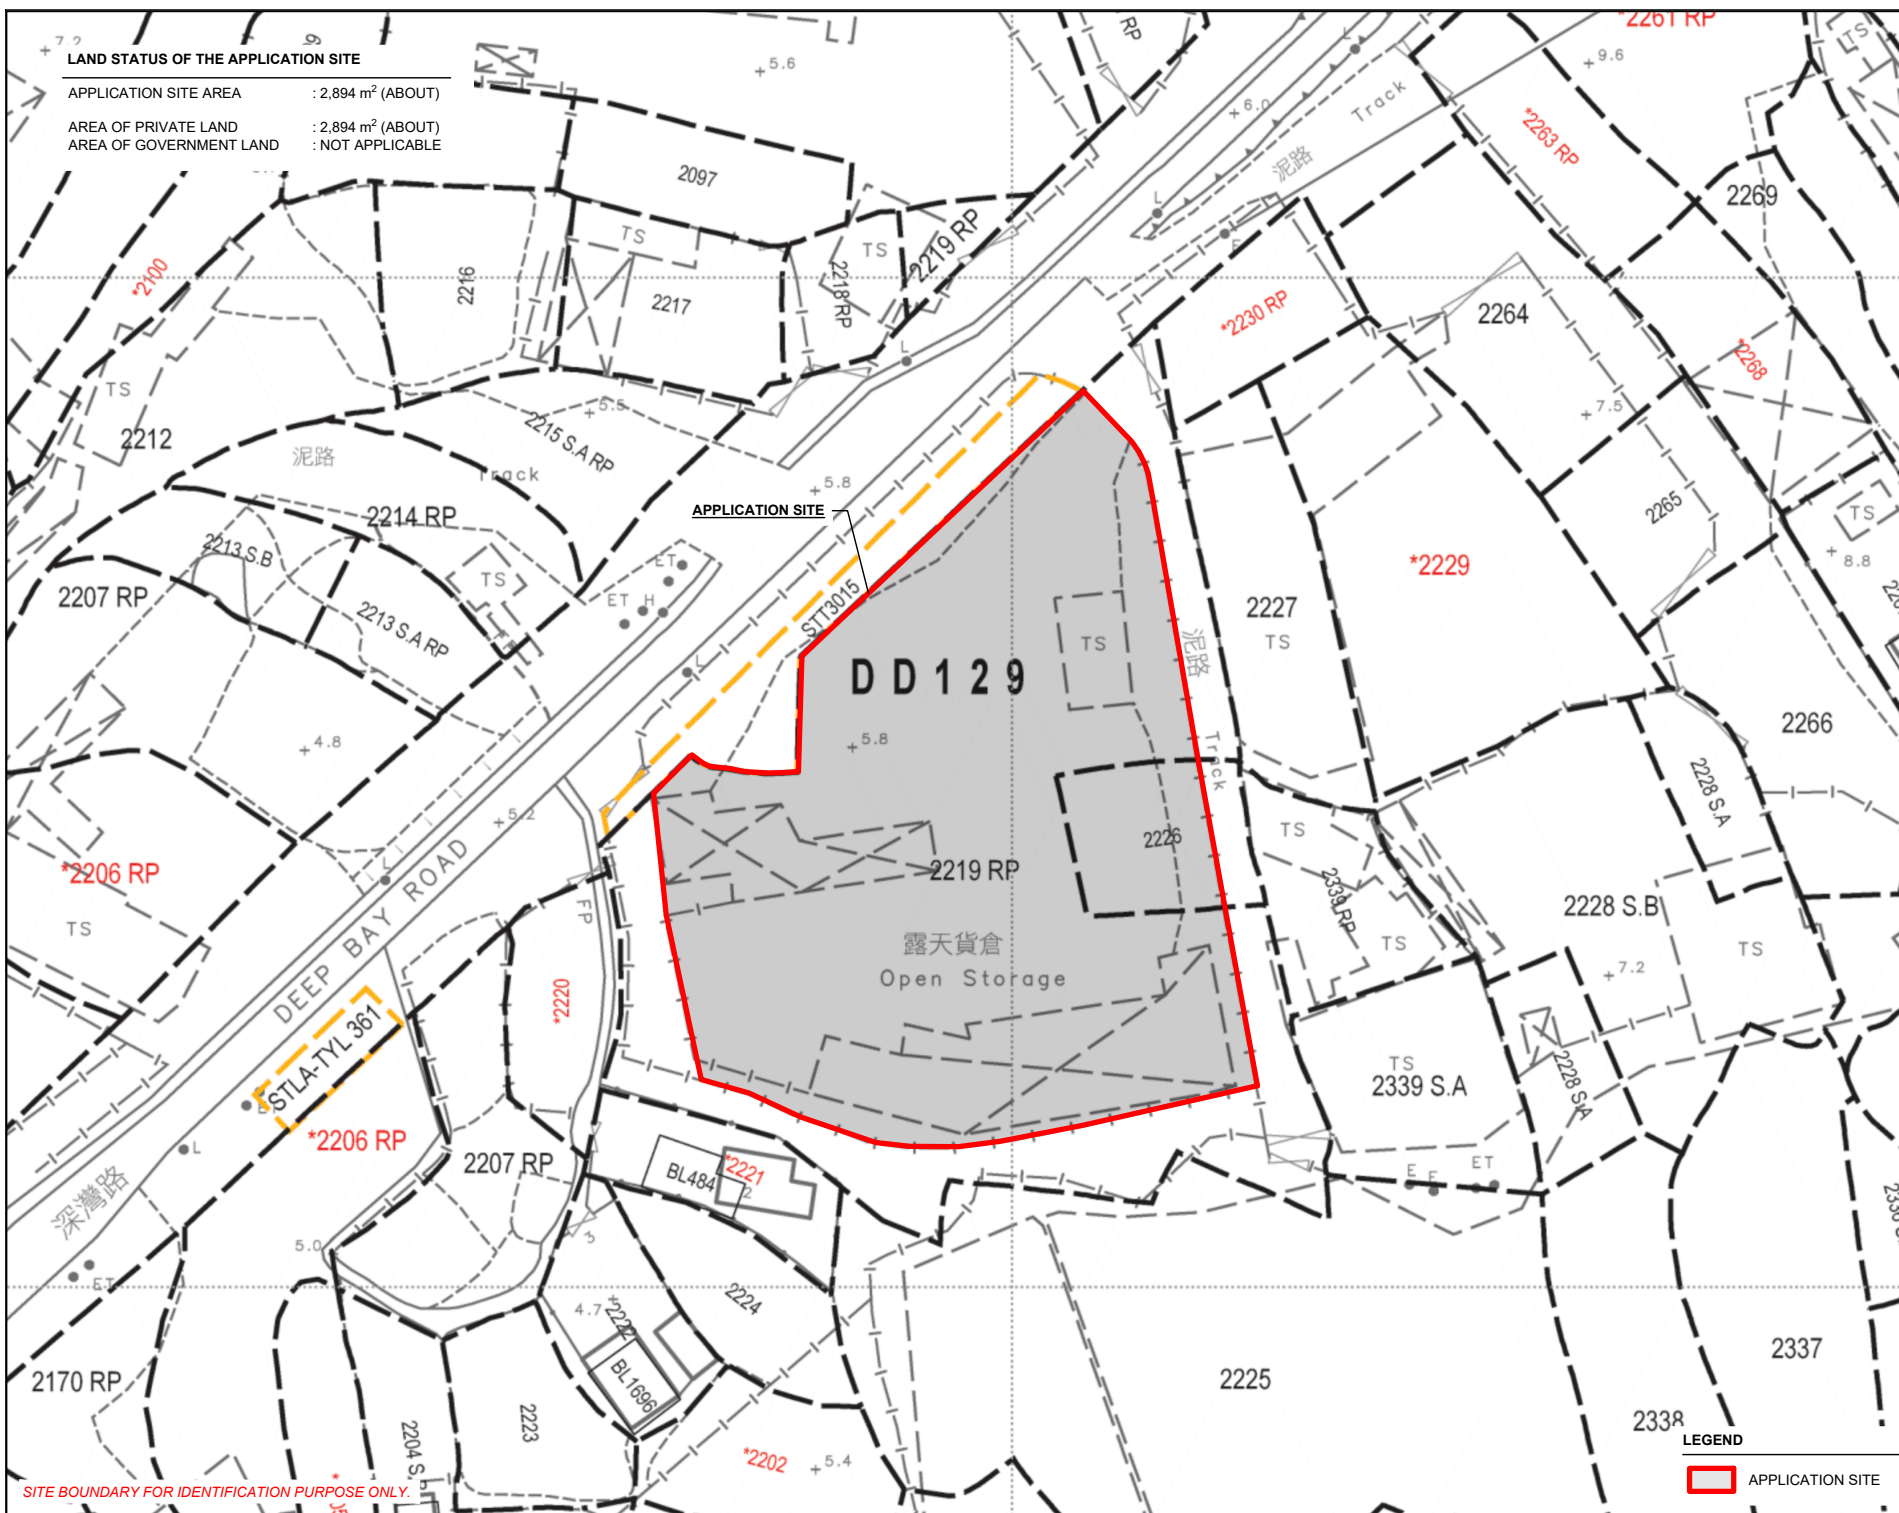 LAND STATUS OF THE APPLICATION SITE
APPLICATION SITE AREA : 2,894 m² (ABOUT)
AREA OF PRIVATE LAND : 2,894 m² (ABOUT)
AREA OF GOVERNMENT LAND : NOT APPLICABLE
*2261 RP
7.2
5.6
RP
L
TS
9.6
6.0
Track
泥路
*2263 RP
2097
2269
TS
TS
2219 RP
L
E
*2100
2216
2217
2218 RP
*2230 RP
2264
L
*2268
TS
5.5
2212
2215 S.A RP
7.5
泥路
Track
5.8
2265
APPLICATION SITE
2214 RP
TS
2213 S.B
TS
ET
8.8
2207 RP
2213 S.A RP
ET H
STT3015
*2229
2227
TS
TS
泥路
L
DD129
4.8
5.8
Track
2266
2228 S.A
5.2
2226
TS
*2206 RP
L
2219 RP
2339 RP
2228 S.B
TS
FP
DEEP BAY ROAD
露天貨倉
TS
TS
Open Storage
7.2
*2220
STLA-TYL 361
TS
2339 S.A
2228 S.A
*2206 RP
L
2207 RP
BL484
*2221
2
E
E
ET
深灣路
5.0
3
ET
4.7
2222
2224
2337
2170 RP
BL1696
2225
2223
2204 S.
2338
*2202
5.4
LEGEND
APPLICATION SITE
SITE BOUNDARY FOR IDENTIFICATION PURPOSE ONLY.